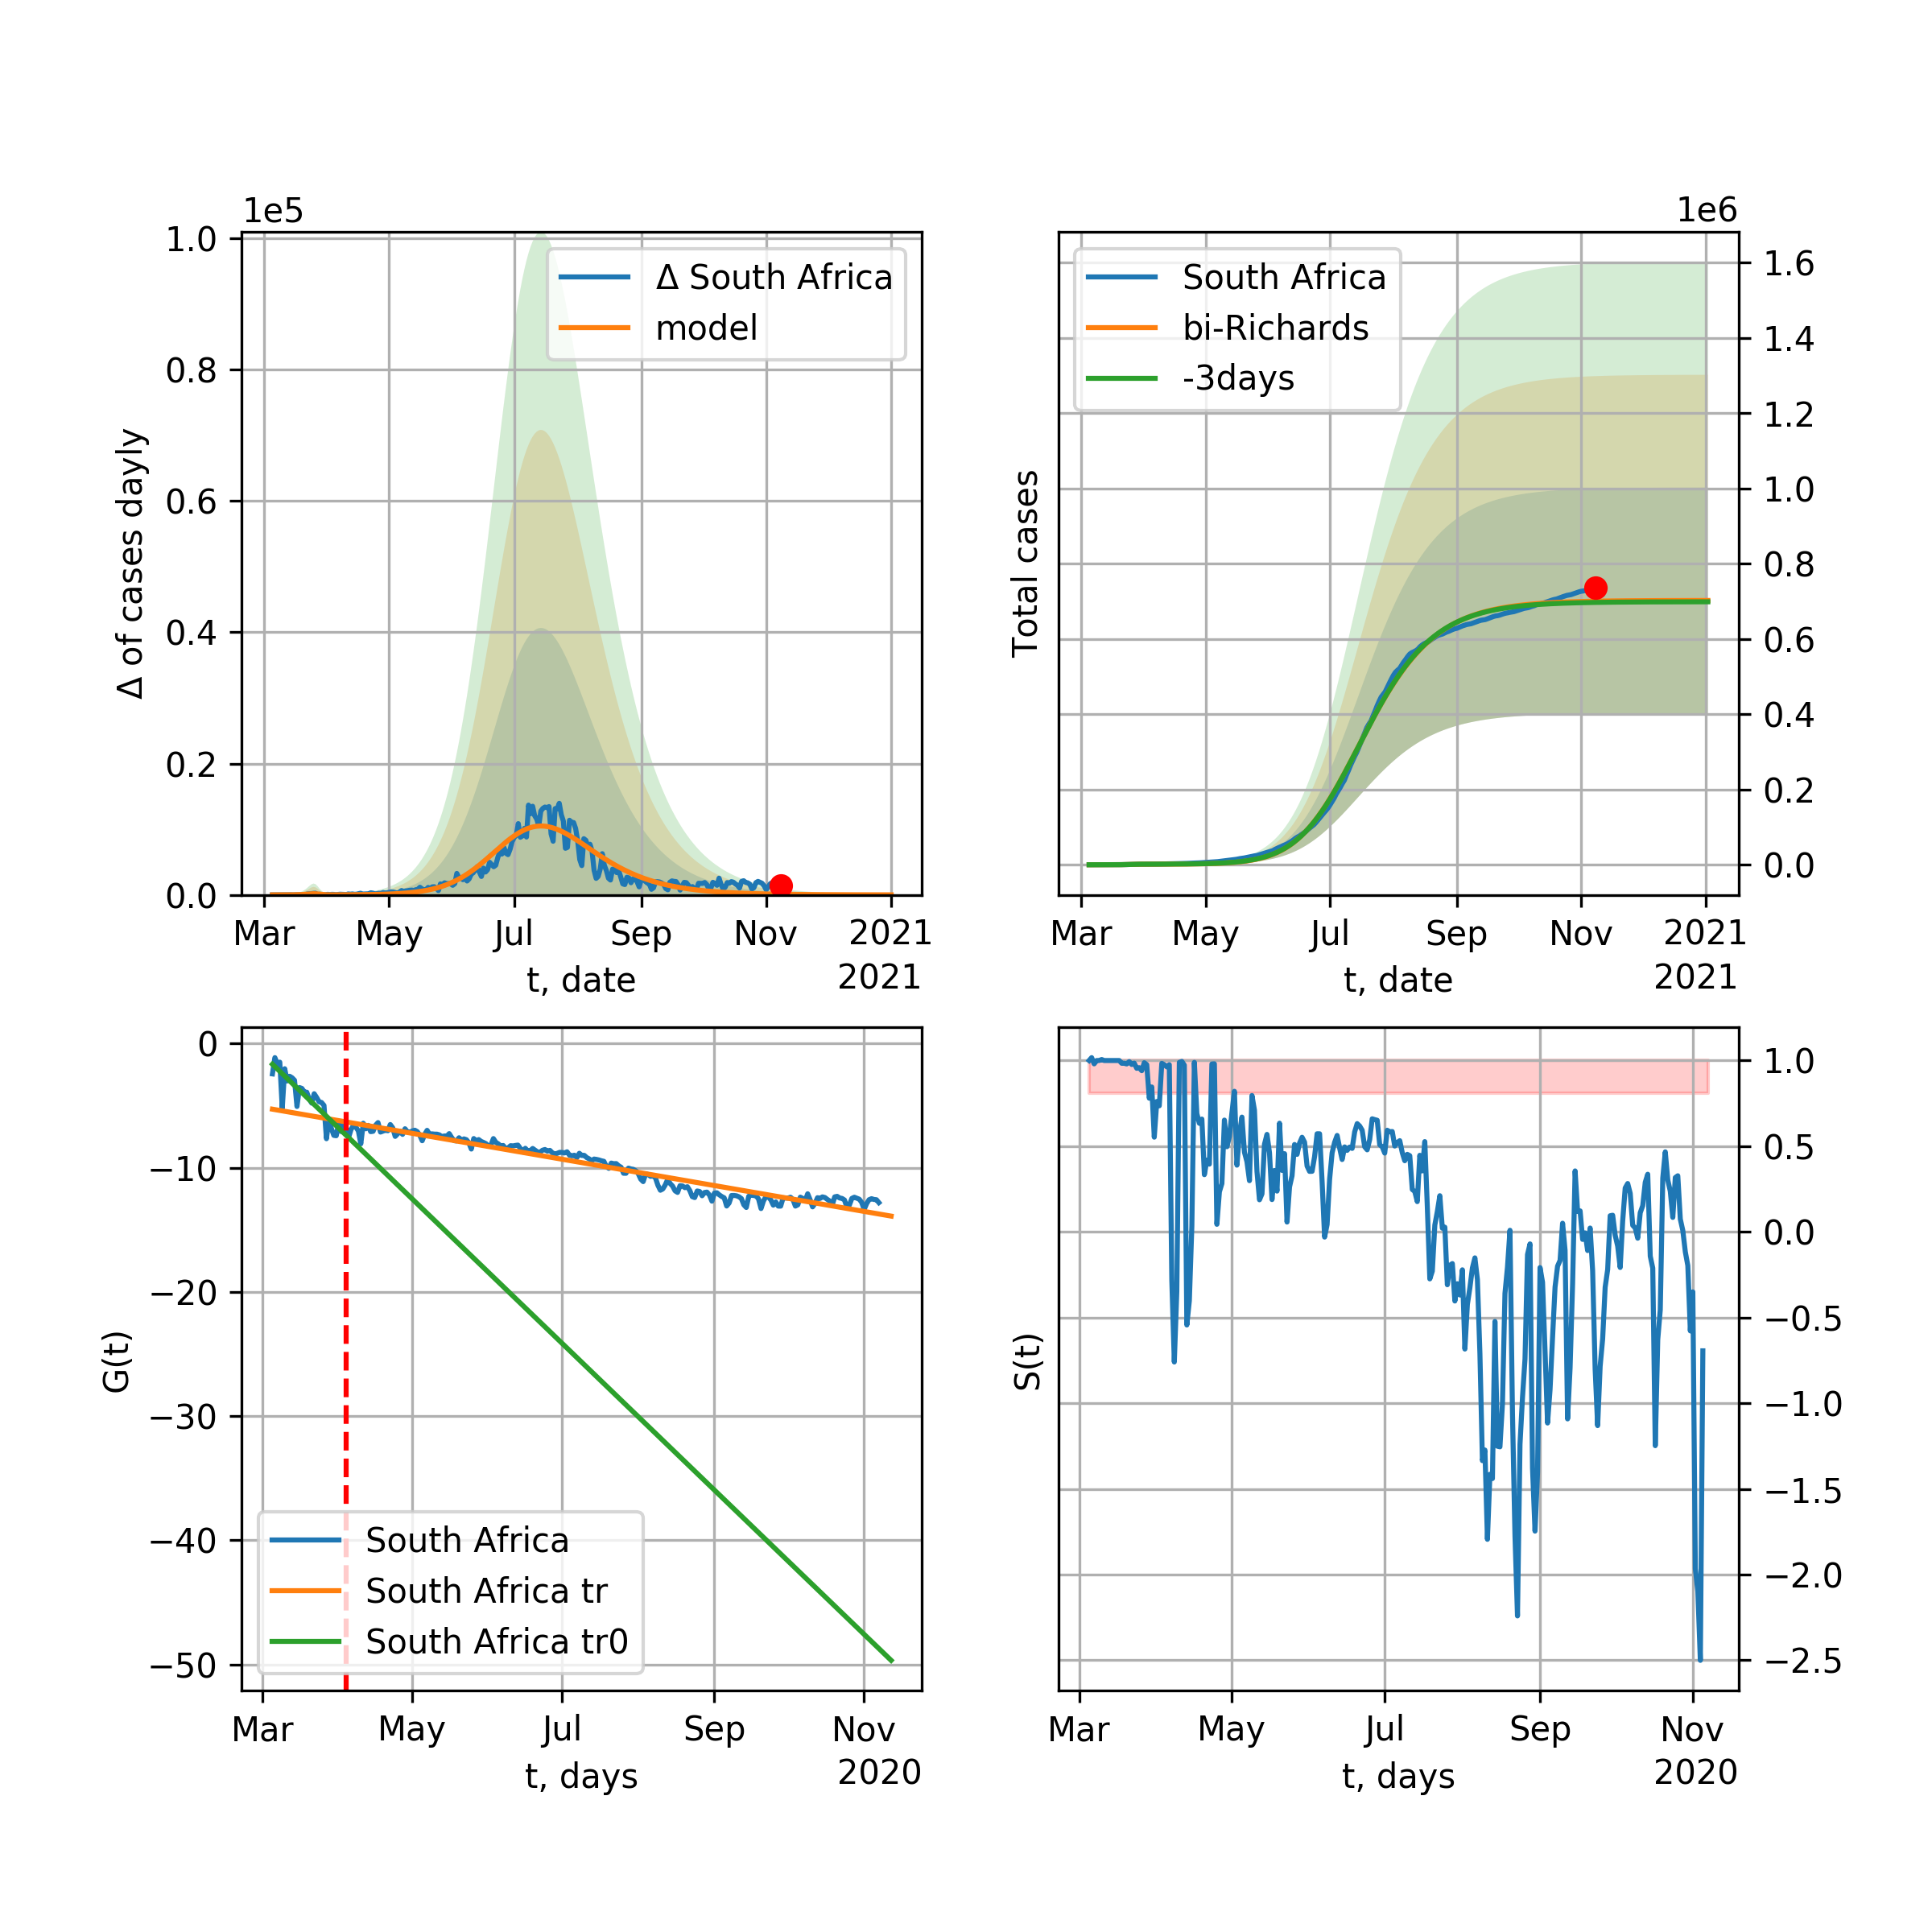 1e5
1.0
0.8
0.6
0.4
0.2
0.0
Δ of cases dayly
Δ South Africa
model
Mar May Jul Sep Nov 2021
t, date
2021
1e6
South Africa
bi-Richards
-3days
Total cases
1.6
1.4
1.2
1.0
0.8
0.6
0.4
0.2
0.0
Mar May Jul Sep Nov 2021
t, date
2021
0
−10
−20
−30
−40
−50
G(t)
South Africa
South Africa tr
South Africa tr0
Mar May Jul Sep Nov
t, days
2020
S(t)
1.0
0.5
0.0
−0.5
−1.0
−1.5
−2.0
−2.5
Mar May Jul Sep Nov
t, days
2020